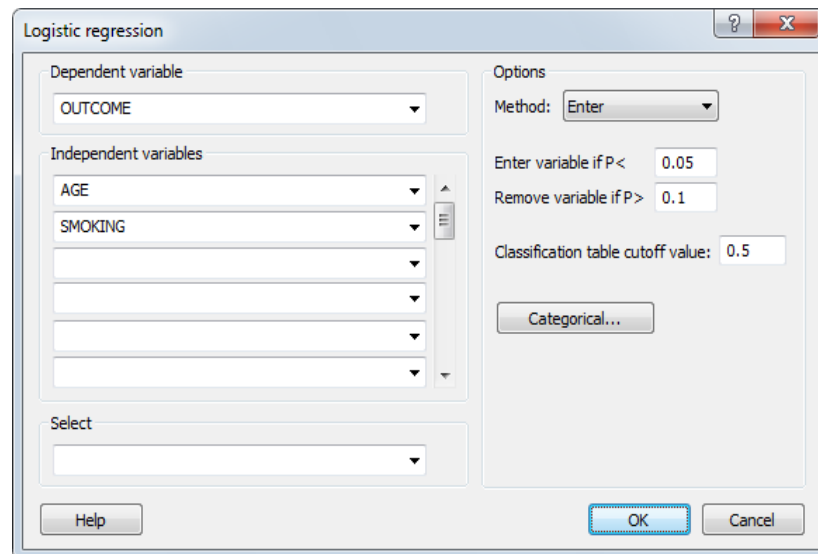 Logistic regression
Dependent variable
OUTCOME
Independent variables
AGE
SMOKING
Select
Help
Options
Method: Enter
Enter variable if P< 0.05
Remove variable if P> 0.1
Classification table cutoff value: 0.5
Categorical...
OK
Cancel